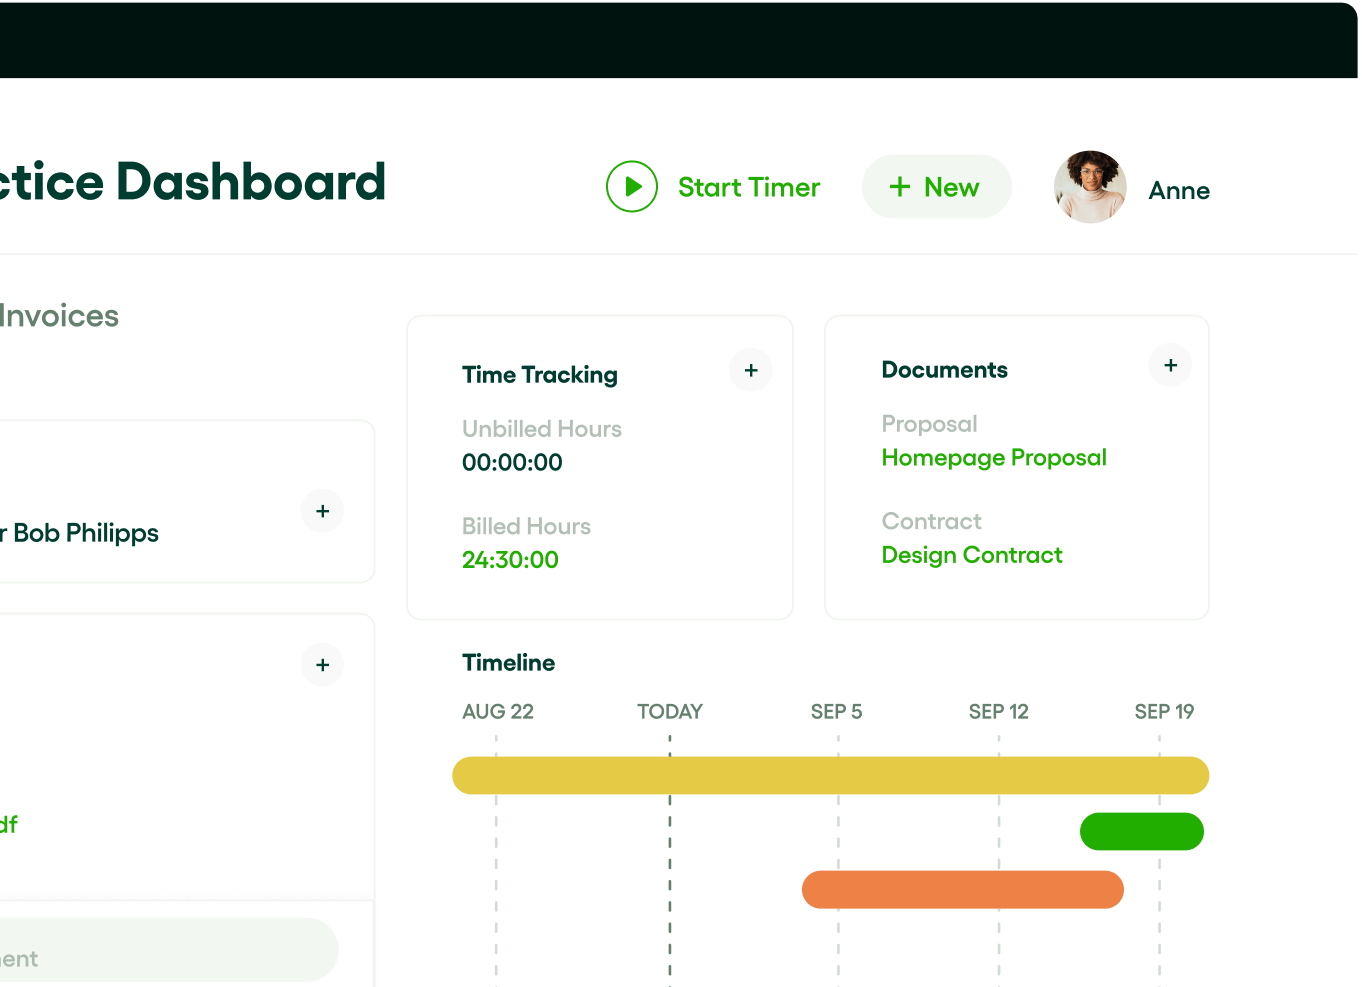 ctice Dashboard
Start Timer
+ New
Anne
Invoices
r Bob Philipps
+
+
df
ent
Time Tracking
+
Unbilled Hours
00:00:00
Billed Hours
24:30:00
Documents
+
Proposal
Homepage Proposal
Contract
Design Contract
Timeline
AUG 22 TODAY SEP 5 SEP 12 SEP 19